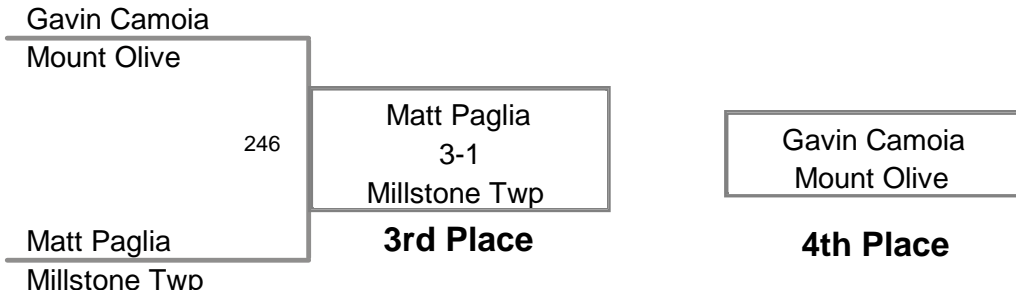 Gavin Camoia
Mount Olive
246
Matt Paglia
Millstone Twp
Matt Paglia
3-1
Millstone Twp
3rd Place
Gavin Camoia
Mount Olive
4th Place